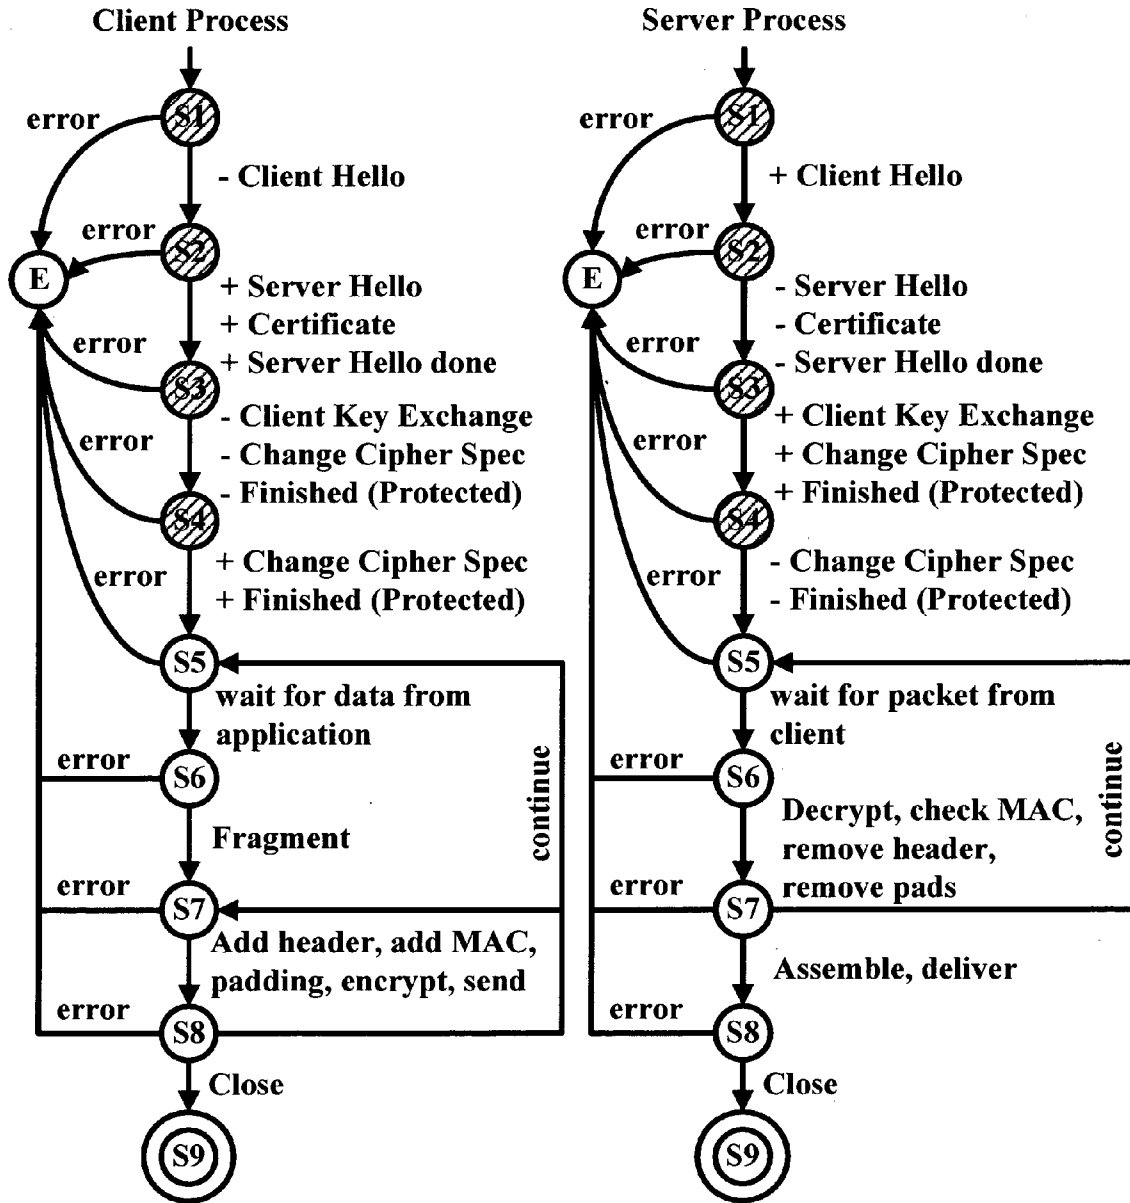 Client Process
error
S1
- Client Hello
error
S2
E
+ Server Hello
+ Certificate
+ Server Hello done
error
S3
- Client Key Exchange
- Change Cipher Spec
- Finished (Protected)
error
S4
+ Change Cipher Spec
+ Finished (Protected)
error
S5
wait for data from
application
error
S6
Fragment
continue
error
S7
Add header, add MAC,
padding, encrypt, send
error
S8
Close
S9
Server Process
error
S1
+ Client Hello
error
S2
E
- Server Hello
- Certificate
- Server Hello done
error
S3
+ Client Key Exchange
+ Change Cipher Spec
+ Finished (Protected)
error
S4
- Change Cipher Spec
- Finished (Protected)
error
S5
wait for packet from
client
error
S6
Decrypt, check MAC,
remove header,
remove pads
continue
error
S7
Assemble, deliver
error
S8
Close
S9